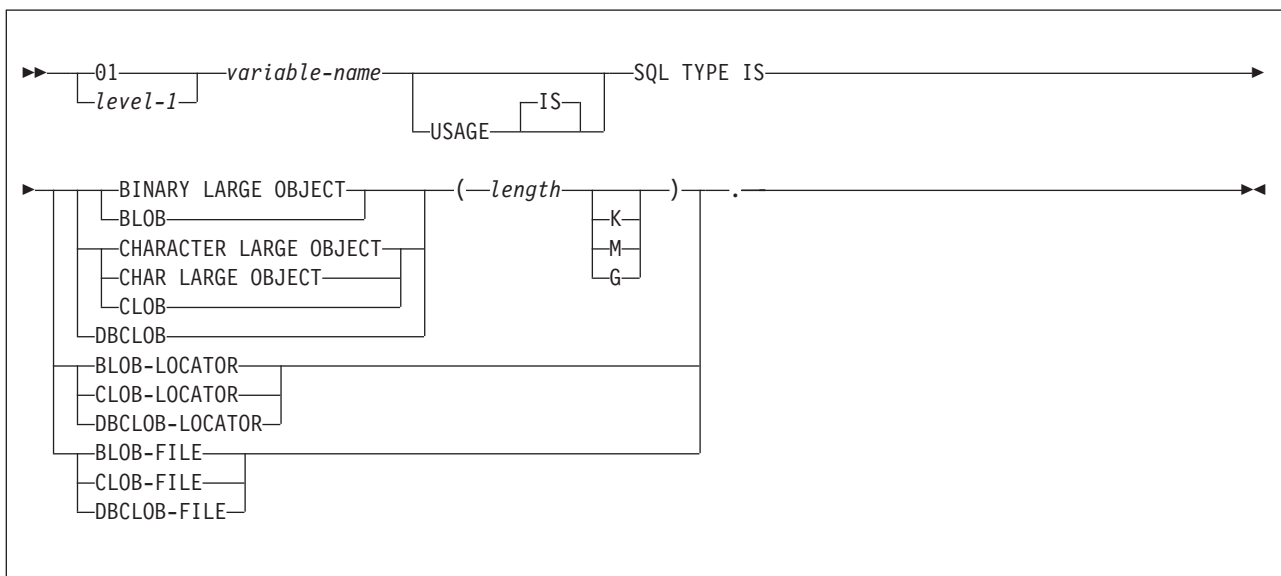 01 variable-name SQL TYPE IS
level-1 IS
USAGE
BINARY LARGE OBJECT ( length ) .
BLOB K
CHARACTER LARGE OBJECT M
CHAR LARGE OBJECT G
CLOB
DBCLOB
BLOB-LOCATOR
CLOB-LOCATOR
DBCLOB-LOCATOR
BLOB-FILE
CLOB-FILE
DBCLOB-FILE